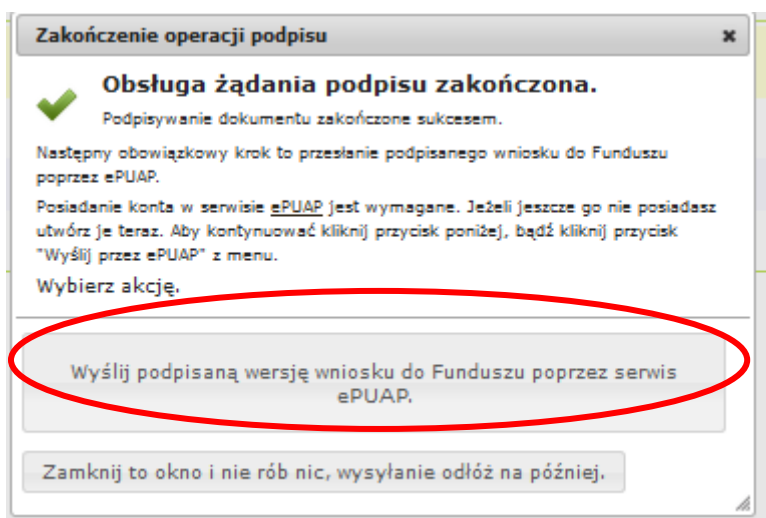 Zakończenie operacji podpisu
Obsługa żądania podpisu zakończona.
Podpisywanie dokumentu zakończone sukcesem.
Następny obowiązkowy krok to przesłanie podpisanego wniosku do Funduszu
poprzez ePUAP.
Posiadanie konta w serwisie ePUAP jest wymagane. Jeżeli jeszcze go nie posiadasz
utwórz je teraz. Aby kontynuować kliknij przycisk poniżej, bądź kliknij przycisk
"Wyślij przez ePUAP" z menu.
Wybierz akcję.
Wyślij podpisaną wersję wniosku do Funduszu poprzez serwis
ePUAP.
Zamknij to okno i nie rób nic, wysyłanie odłóż na później.